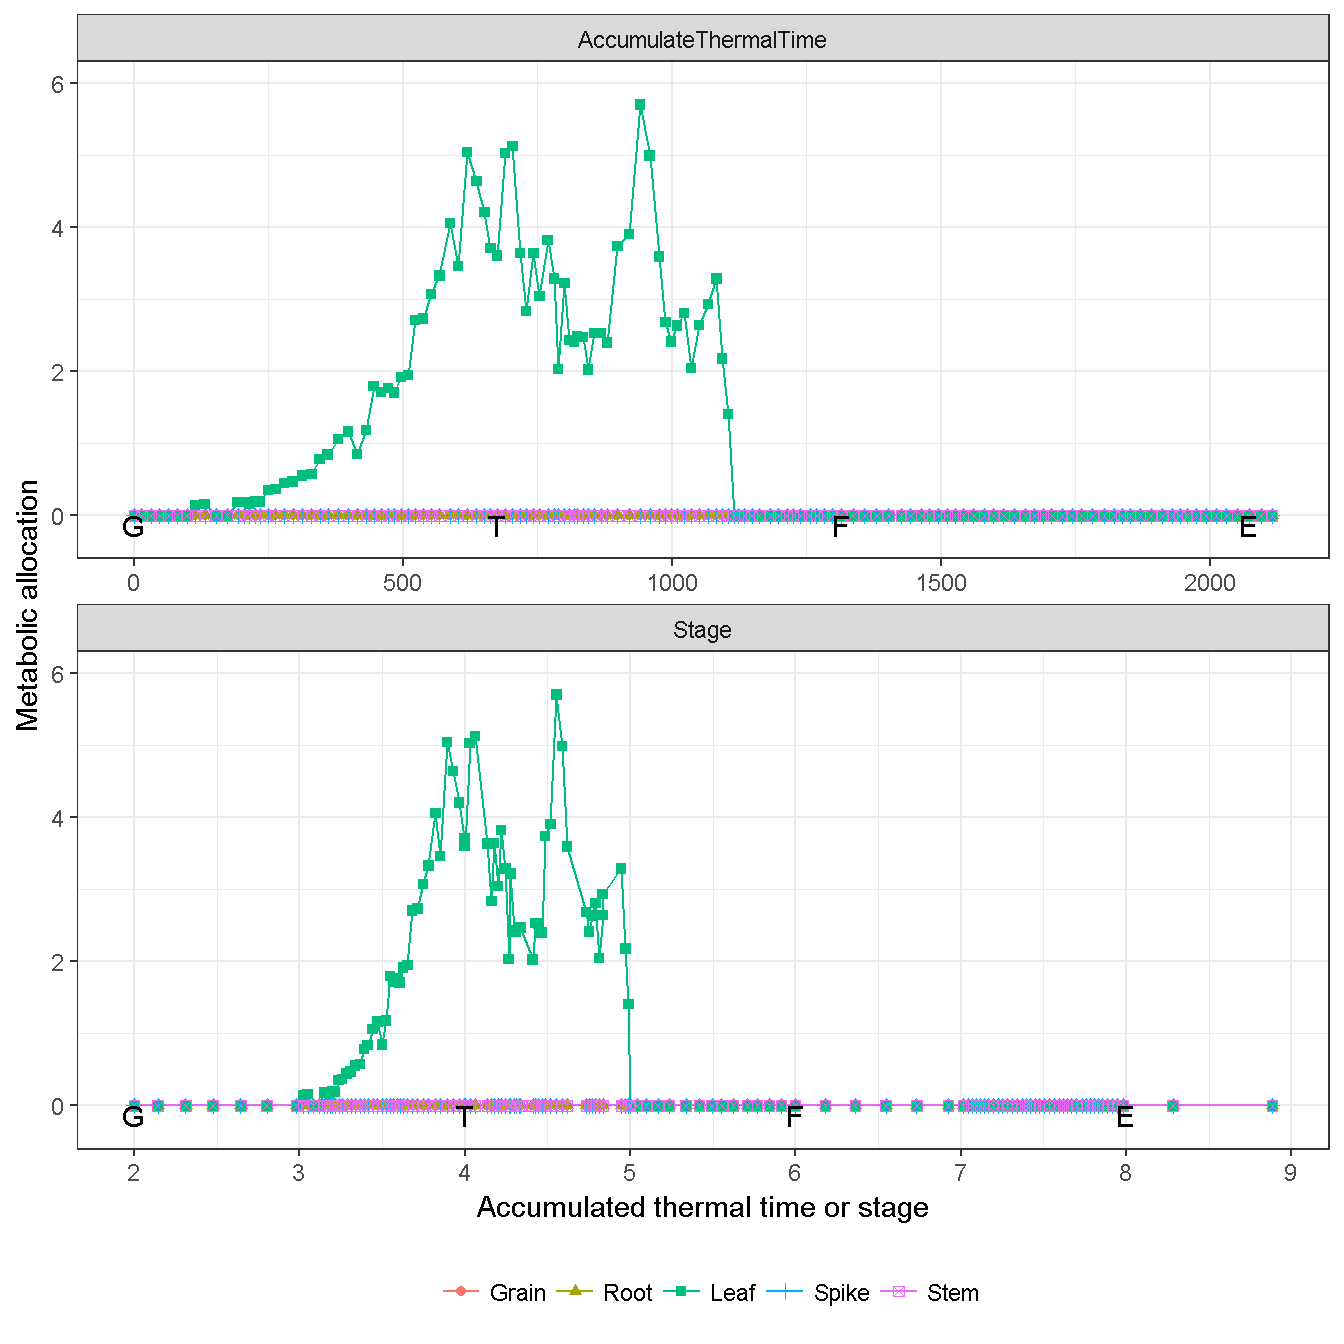 AccumulateThermalTime
6
4
2
0
G T F E
0 500 1000 1500 2000
Metabolic allocation
Stage
6
4
2
0
G T F E
2 3 4 5 6 7 8 9
Accumulated thermal time or stage
Grain Root Leaf Spike Stem